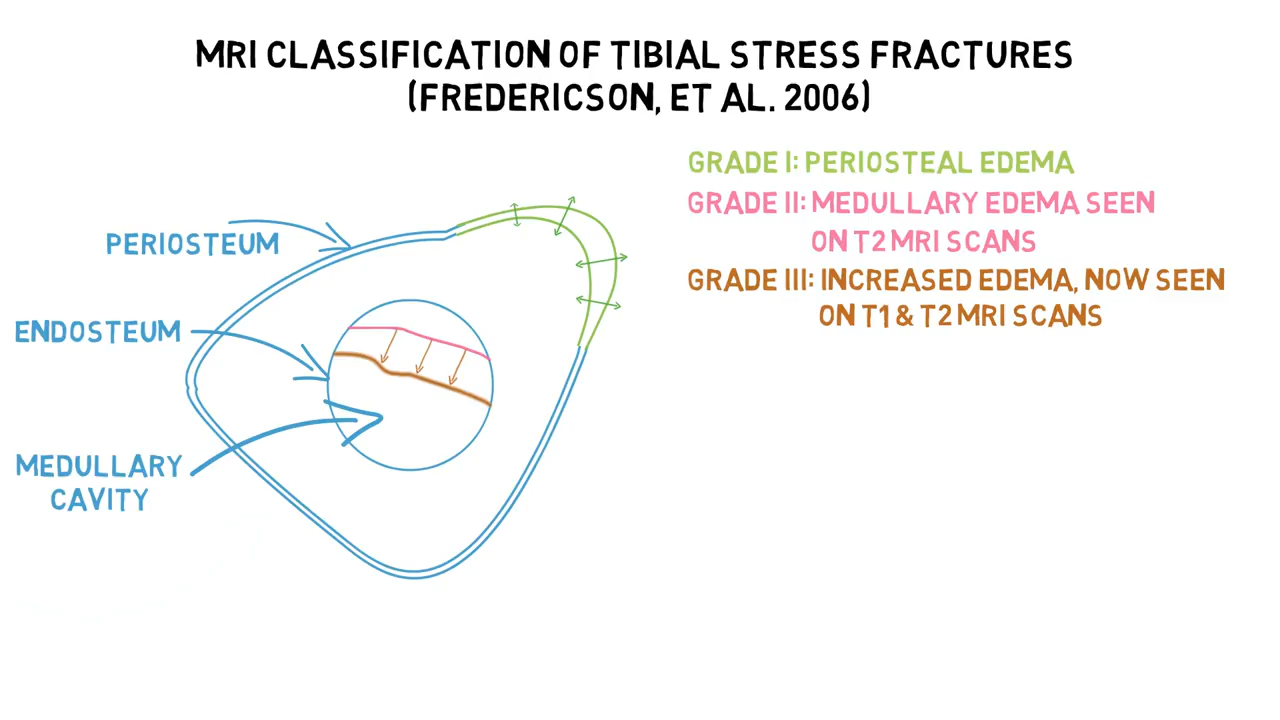 MRI CLASSIFICATION OF TIBIAL STRESS FRACTURES
(FREDERICSON, ET AL. 2006)
GRADE I: PERIOSTEAL EDEMA
GRADE II: MEDULLARY EDEMA SEEN
ON T2 MRI SCANS
GRADE III: INCREASED EDEMA, NOW SEEN
ON T1 & T2 MRI SCANS
PERIOSTEUM
ENDOSTEUM
MEDULLARY
CAVITY